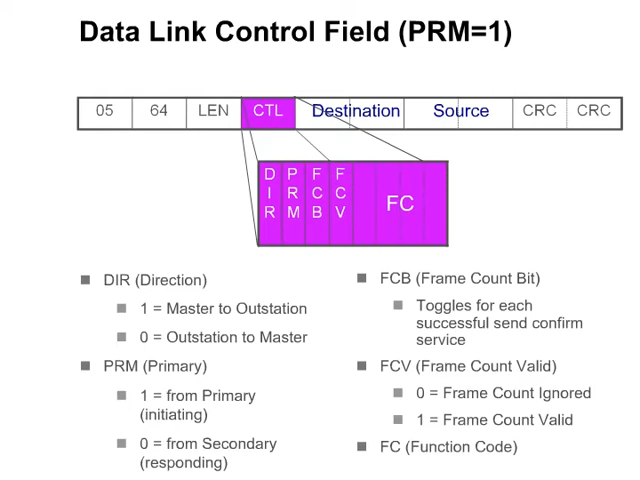 Data Link Control Field (PRM=1)
05 64 LEN CTL Destination Source CRC CRC
DIR PRM FCB FCV FC
DIR (Direction)
1 = Master to Outstation
0 = Outstation to Master
PRM (Primary)
1 = from Primary
(initiating)
0 = from Secondary
(responding)
FCB (Frame Count Bit)
Toggles for each
successful send confirm
service
FCV (Frame Count Valid)
0 = Frame Count Ignored
1 = Frame Count Valid
FC (Function Code)